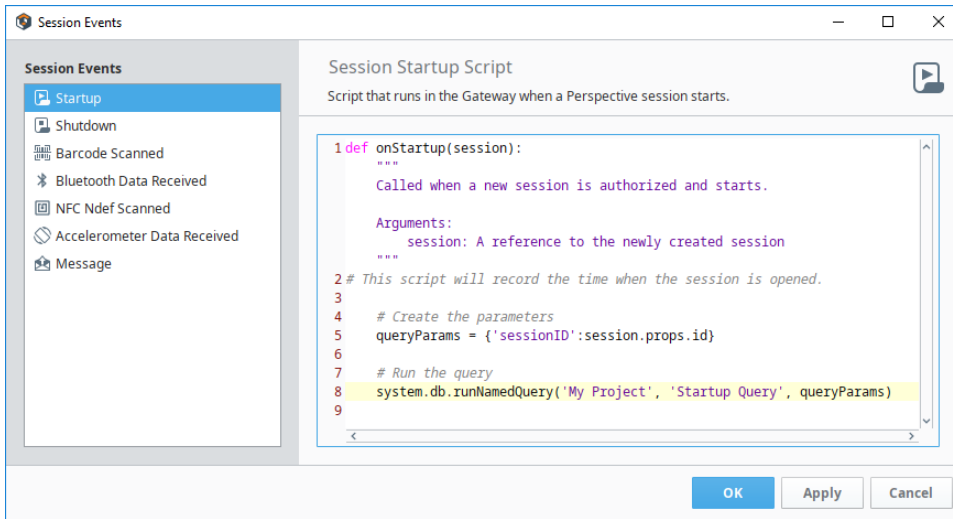 Session Events
Session Events
Startup
Shutdown
Barcode Scanned
Bluetooth Data Received
NFC Ndef Scanned
Accelerometer Data Received
Message
Session Startup Script
Script that runs in the Gateway when a Perspective session starts.
1 def onStartup(session):
"""
Called when a new session is authorized and starts.
Arguments:
session: A reference to the newly created session
"""
2 # This script will record the time when the session is opened.
3
4 # Create the parameters
5 queryParams = {'sessionID':session.props.id}
6
7 # Run the query
8 system.db.runNamedQuery('My Project', 'Startup Query', queryParams)
9
OK Apply Cancel